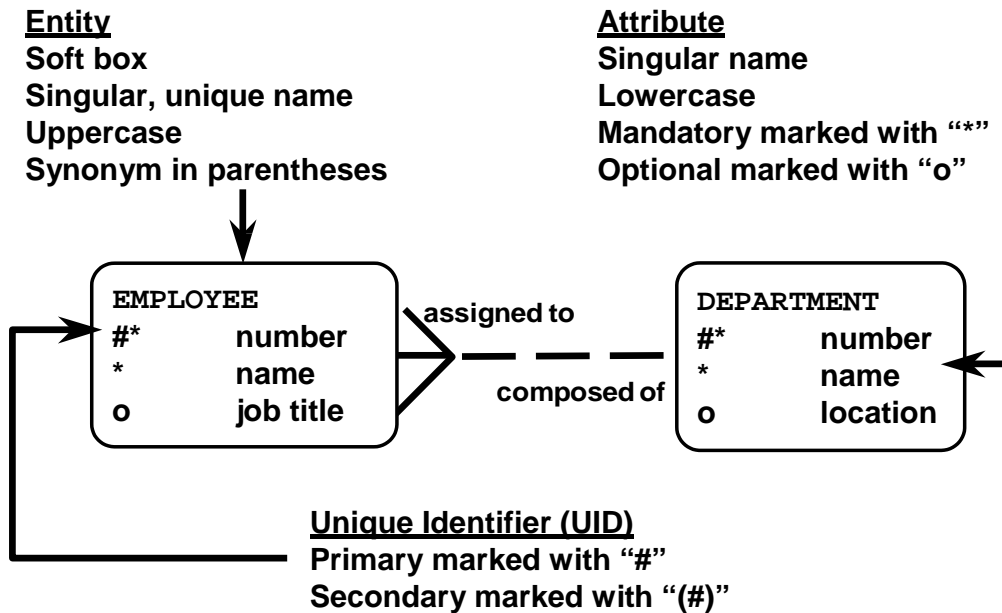 Entity
Soft box
Singular, unique name
Uppercase
Synonym in parentheses
Attribute
Singular name
Lowercase
Mandatory marked with “*”
Optional marked with “o”
EMPLOYEE
#* number
* name
o job title
assigned to
composed of
DEPARTMENT
#* number
* name
o location
Unique Identifier (UID)
Primary marked with “#”
Secondary marked with “(#)”